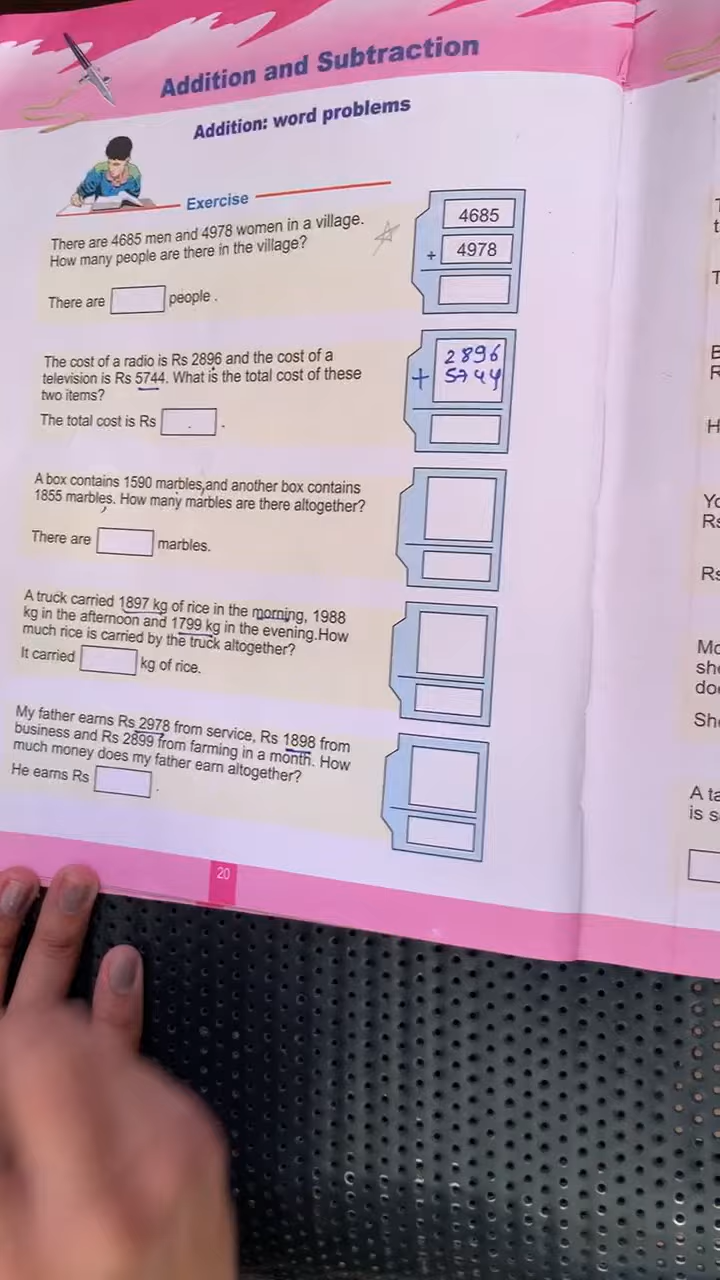 Addition and Subtraction
Addition: word problems
Exercise
There are 4685 men and 4978 women in a village.
How many people are there in the village?
There are people .
4685
+ 4978
The cost of a radio is Rs 2896 and the cost of a
television is Rs 5744. What is the total cost of these
two items?
The total cost is Rs .
2896
+ 5744
A box contains 1590 marbles,and another box contains
1855 marbles. How many marbles are there altogether?
There are marbles.
A truck carried 1897 kg of rice in the morning, 1988
kg in the afternoon and 1799 kg in the evening.How
much rice is carried by the truck altogether?
It carried kg of rice.
My father earns Rs 2978 from service, Rs 1898 from
business and Rs 2899 from farming in a month. How
much money does my father earn altogether?
He earns Rs .
20
Rs
Rs
A ta
is s